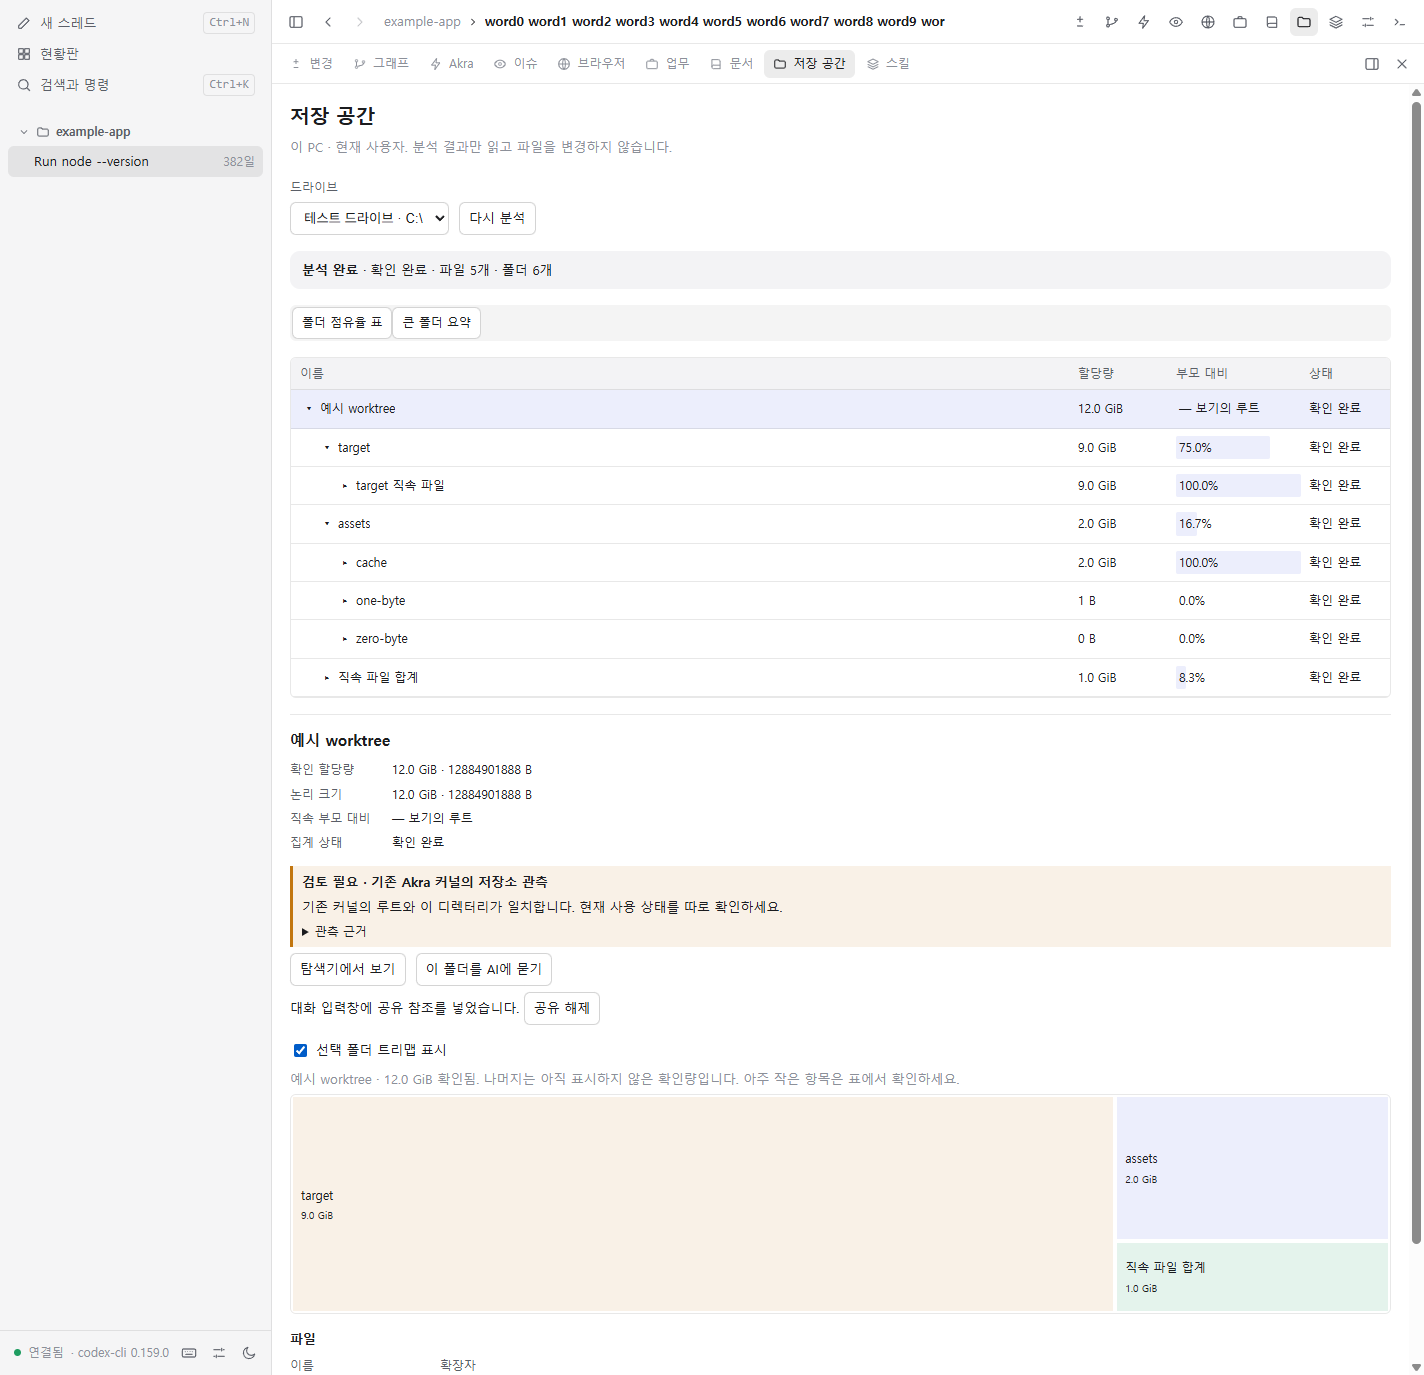 새 스레드 Ctrl+N
현황판
검색과 명령 Ctrl+K
example-app
Run node --version 382일
연결됨 · codex-cli 0.159.0
example-app › word0 word1 word2 word3 word4 word5 word6 word7 word8 word9 wor
변경 그래프 Akra 이슈 브라우저 업무 문서 저장 공간 스킬
저장 공간
이 PC · 현재 사용자. 분석 결과만 읽고 파일을 변경하지 않습니다.
드라이브
테스트 드라이브 · C:\ 다시 분석
분석 완료 · 확인 완료 · 파일 5개 · 폴더 6개
폴더 점유율 표 큰 폴더 요약
이름 할당량 부모 대비 상태
예시 worktree 12.0 GiB — 보기의 루트 확인 완료
target 9.0 GiB 75.0% 확인 완료
target 직속 파일 9.0 GiB 100.0% 확인 완료
assets 2.0 GiB 16.7% 확인 완료
cache 2.0 GiB 100.0% 확인 완료
one-byte 1 B 0.0% 확인 완료
zero-byte 0 B 0.0% 확인 완료
직속 파일 합계 1.0 GiB 8.3% 확인 완료
예시 worktree
확인 할당량 12.0 GiB · 12884901888 B
논리 크기 12.0 GiB · 12884901888 B
직속 부모 대비 — 보기의 루트
집계 상태 확인 완료
검토 필요 · 기존 Akra 커널의 저장소 관측
기존 커널의 루트와 이 디렉터리가 일치합니다. 현재 사용 상태를 따로 확인하세요.
관측 근거
탐색기에서 보기 이 폴더를 AI에 묻기
대화 입력창에 공유 참조를 넣었습니다. 공유 해제
선택 폴더 트리맵 표시
예시 worktree · 12.0 GiB 확인됨. 나머지는 아직 표시하지 않은 확인량입니다. 아주 작은 항목은 표에서 확인하세요.
target
9.0 GiB
assets
2.0 GiB
직속 파일 합계
1.0 GiB
파일
이름 확장자